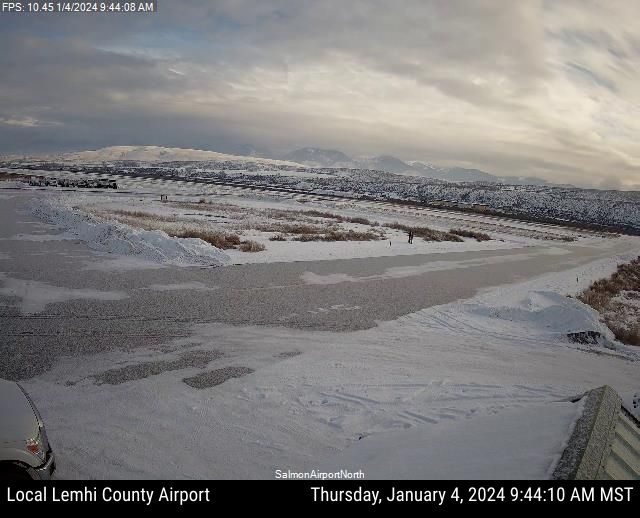 FPS: 10.45 1/4/2024 9:44:08 AM
SalmonAirportNorth
Local Lemhi County Airport Thursday, January 4, 2024 9:44:10 AM MST